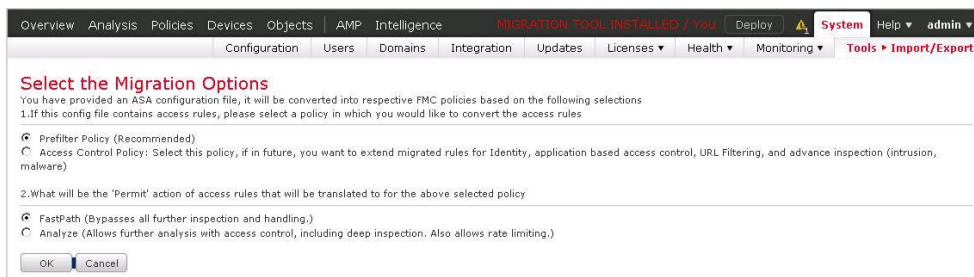 Overview Analysis Policies Devices Objects AMP Intelligence MIGRATION TOOL INSTALLED / You Deploy 1 System Help ▾ admin ▾
Configuration Users Domains Integration Updates Licenses ▾ Health ▾ Monitoring ▾ Tools ▸ Import/Export
Select the Migration Options
You have provided an ASA configuration file, it will be converted into respective FMC policies based on the following selections
1.If this config file contains access rules, please select a policy in which you would like to convert the access rules
Prefilter Policy (Recommended)
Access Control Policy: Select this policy, if in future, you want to extend migrated rules for Identity, application based access control, URL Filtering, and advance inspection (intrusion,
malware)
2.What will be the 'Permit' action of access rules that will be translated to for the above selected policy
FastPath (Bypasses all further inspection and handling.)
Analyze (Allows further analysis with access control, including deep inspection. Also allows rate limiting.)
OK Cancel